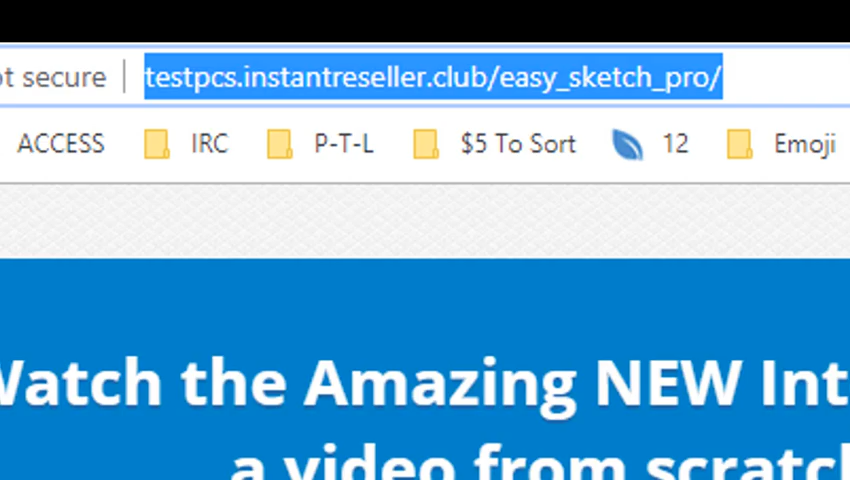 ot secure testpcs.instantreseller.club/easy_sketch_pro/
ACCESS IRC P-T-L $5 To Sort 12 Emoji
Watch the Amazing NEW Int
a video from scratch